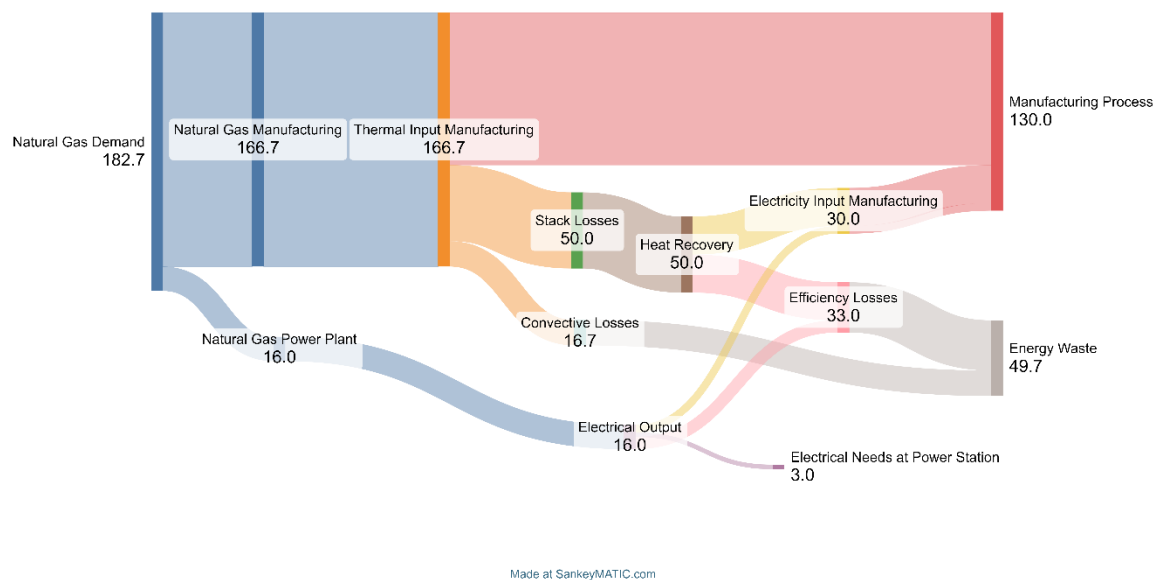 Natural Gas Demand
182.7
Natural Gas Manufacturing
166.7
Thermal Input Manufacturing
166.7
Manufacturing Process
130.0
Stack Losses
50.0
Heat Recovery
50.0
Electricity Input Manufacturing
30.0
Efficiency Losses
33.0
Convective Losses
16.7
Natural Gas Power Plant
16.0
Energy Waste
49.7
Electrical Output
16.0
Electrical Needs at Power Station
3.0
Made at SankeyMATIC.com